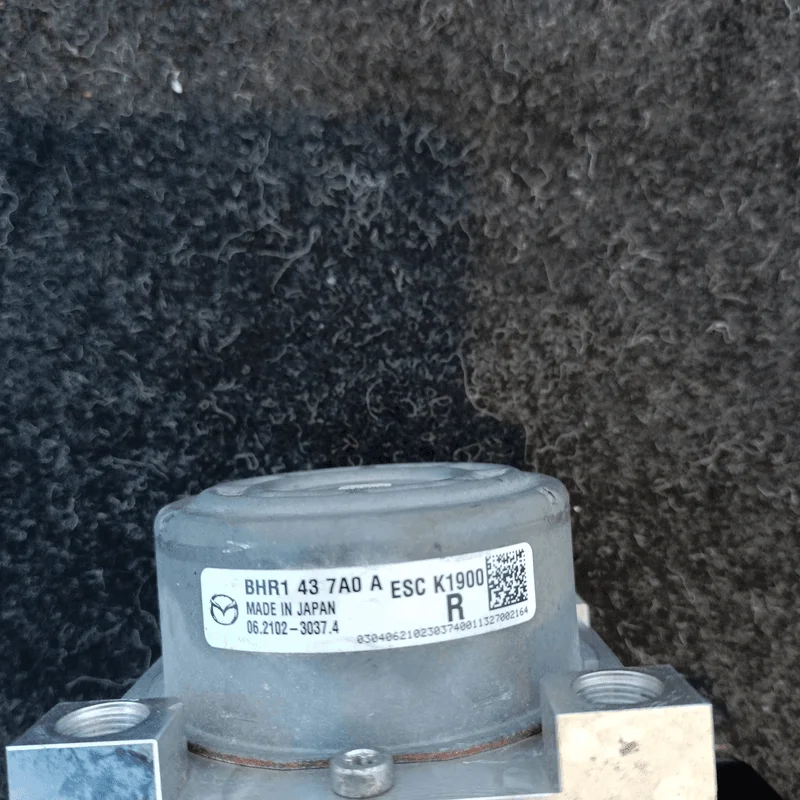 BHR1 43 7A0 A ESC K1900
MADE IN JAPAN R
06.2102-3037.4
0304062102303740011327002164